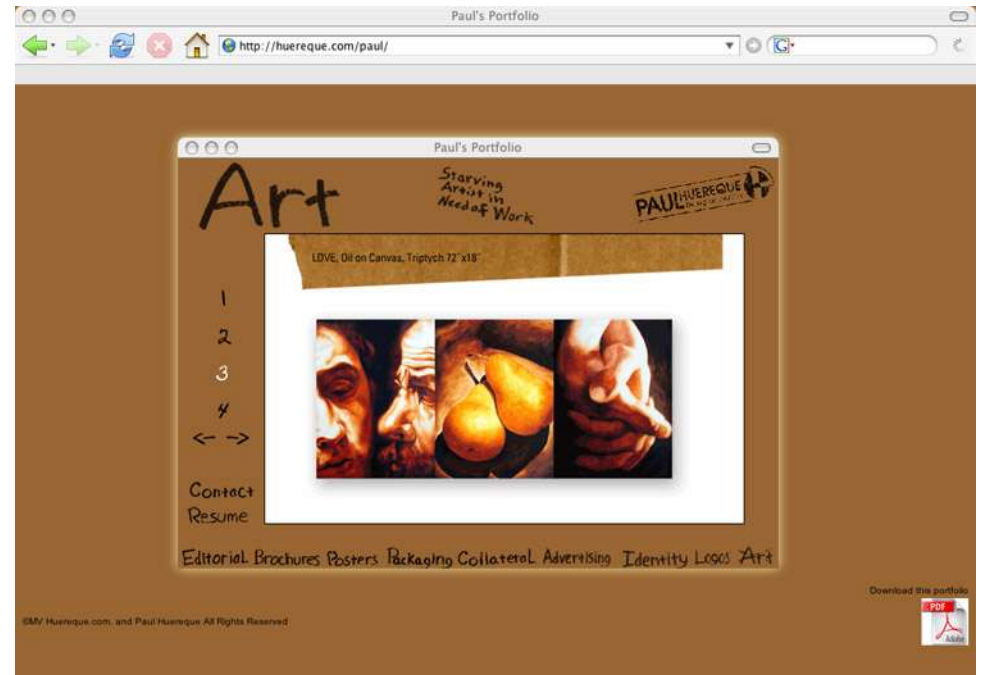 Paul's Portfolio
http://huereque.com/paul/
Paul's Portfolio
Art
Starving
Artist in
Need of Work
PAUL HUEREQUE
LOVE, Oil on Canvas, Triptych 72"x18"
1
2
3
4
<- ->
Contact
Resume
Editorial Brochures Posters Packaging Collateral Advertising Identity Logos Art
Download this portfolio
PDF
Adobe
©MV Huereque.com. and Paul Huereque All Rights Reserved